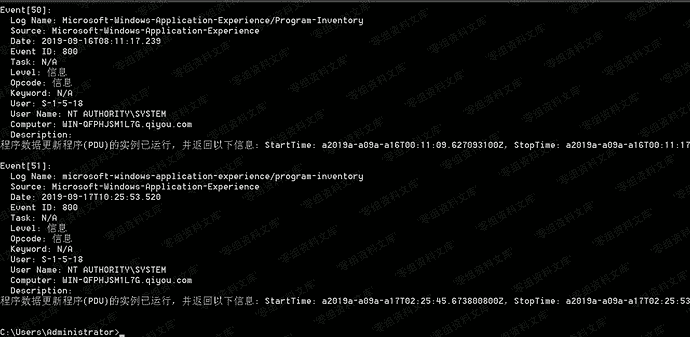 Event[50]:
Log Name: Microsoft-Windows-Application-Experience/Program-Inventory
Source: Microsoft-Windows-Application-Experience
Date: 2019-09-16T08:11:17.239
Event ID: 800
Task: N/A
Level: 信息
Opcode: 信息
Keyword: N/A
User: S-1-5-18
User Name: NT AUTHORITY\SYSTEM
Computer: WIN-QFPHJSM1L7G.qiyou.com
Description:
程序数据更新程序(PDU)的实例已运行，并返回以下信息: StartTime: a2019a-a09a-a16T00:11:09.627093100Z, StopTime: a2019a-a09a-a16T00:11:17
Event[51]:
Log Name: microsoft-windows-application-experience/program-inventory
Source: Microsoft-Windows-Application-Experience
Date: 2019-09-17T10:25:53.520
Event ID: 800
Task: N/A
Level: 信息
Opcode: 信息
Keyword: N/A
User: S-1-5-18
User Name: NT AUTHORITY\SYSTEM
Computer: WIN-QFPHJSM1L7G.qiyou.com
Description:
程序数据更新程序(PDU)的实例已运行，并返回以下信息: StartTime: a2019a-a09a-a17T02:25:45.673800800Z, StopTime: a2019a-a09a-a17T02:25:53
C:\Users\Administrator>_
零组资料文库